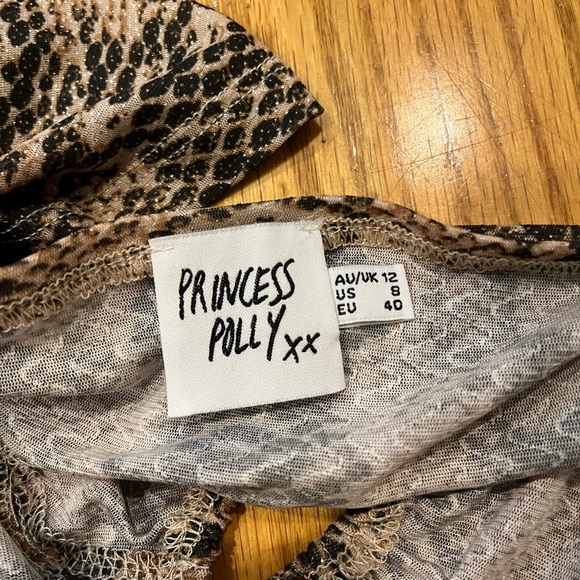 PRINCESS
POLLY xx
AU/UK 12
US 8
EU 40